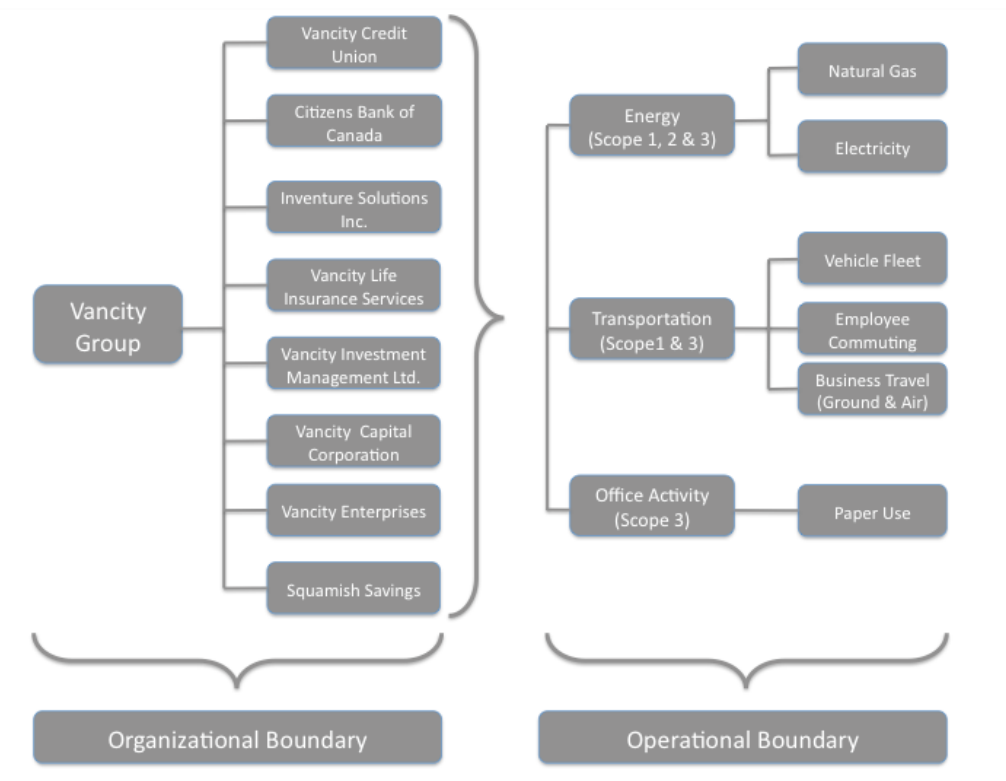 Vancity
Group
Vancity Credit
Union
Citizens Bank of
Canada
Inventure Solutions
Inc.
Vancity Life
Insurance Services
Vancity Investment
Management Ltd.
Vancity  Capital
Corporation
Vancity Enterprises
Squamish Savings
Organizational Boundary
Energy
(Scope 1, 2 & 3)
Natural Gas
Electricity
Transportation
(Scope1 & 3)
Vehicle Fleet
Employee
Commuting
Business Travel
(Ground & Air)
Office Activity
(Scope 3)
Paper Use
Operational Boundary